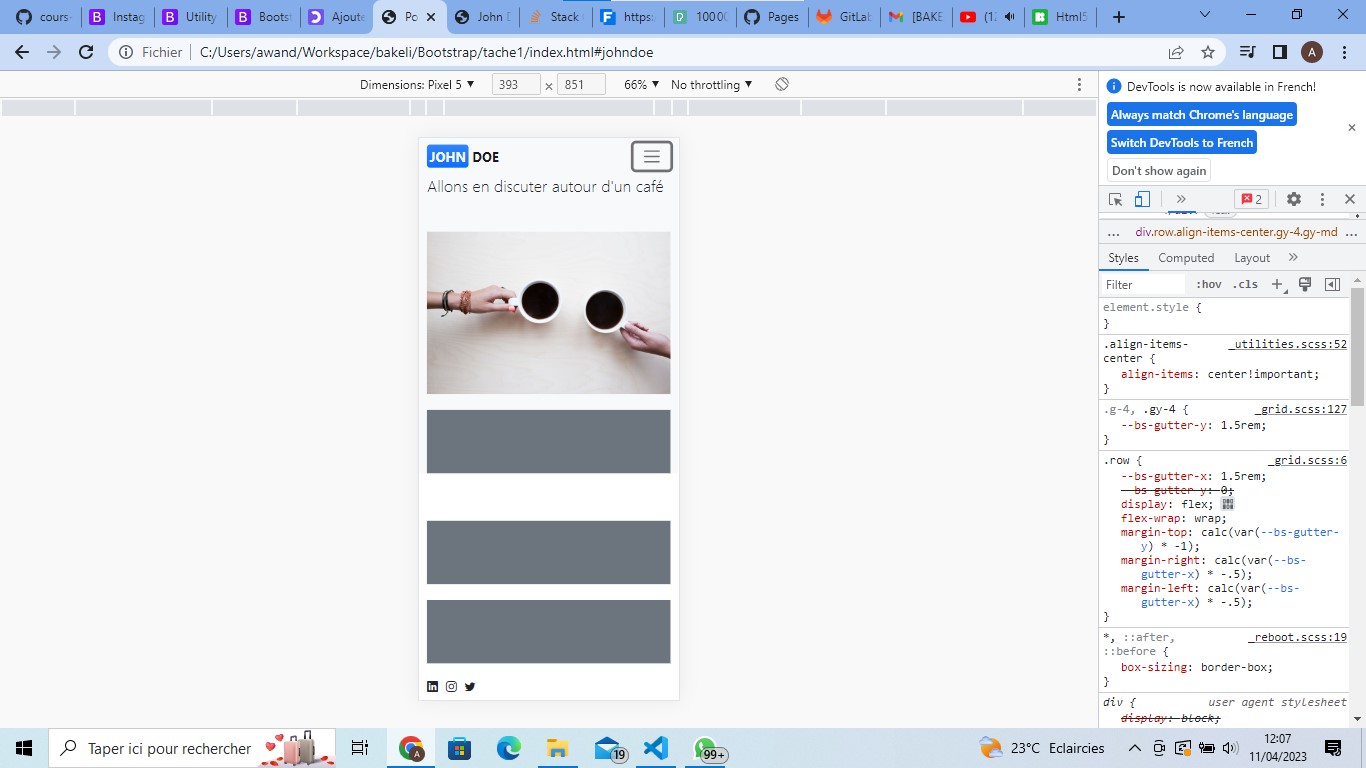 cours-
Instag
Utility
Bootst
Ajoute
Po
John D
Stack
https:
10000
Pages
GitLab
[BAKE
(12
Html5
Fichier
C:/Users/awand/Workspace/bakeli/Bootstrap/tache1/index.html#johndoe
A
Dimensions: Pixel 5 ▼ 393 × 851 66% ▼ No throttling ▼
DevTools is now available in French!
Always match Chrome's language
Switch DevTools to French
Don't show again
2
... div.row.align-items-center.gy-4.gy-md ...
Styles Computed Layout »
Filter :hov .cls +
element.style {
}
.align-items-center { _utilities.scss:52
align-items: center!important;
}
.g-4, .gy-4 { _grid.scss:127
--bs-gutter-y: 1.5rem;
}
.row { _grid.scss:6
--bs-gutter-x: 1.5rem;
--bs-gutter-y: 0;
display: flex;
flex-wrap: wrap;
margin-top: calc(var(--bs-gutter-
y) * -1);
margin-right: calc(var(--bs-
gutter-x) * -.5);
margin-left: calc(var(--bs-
gutter-x) * -.5);
}
*, ::after, _reboot.scss:19
::before {
box-sizing: border-box;
}
div { user agent stylesheet
display: block;
JOHN DOE
Allons en discuter autour d'un café
Taper ici pour rechercher
A
19
99+
23°C Eclaircies
12:07
11/04/2023